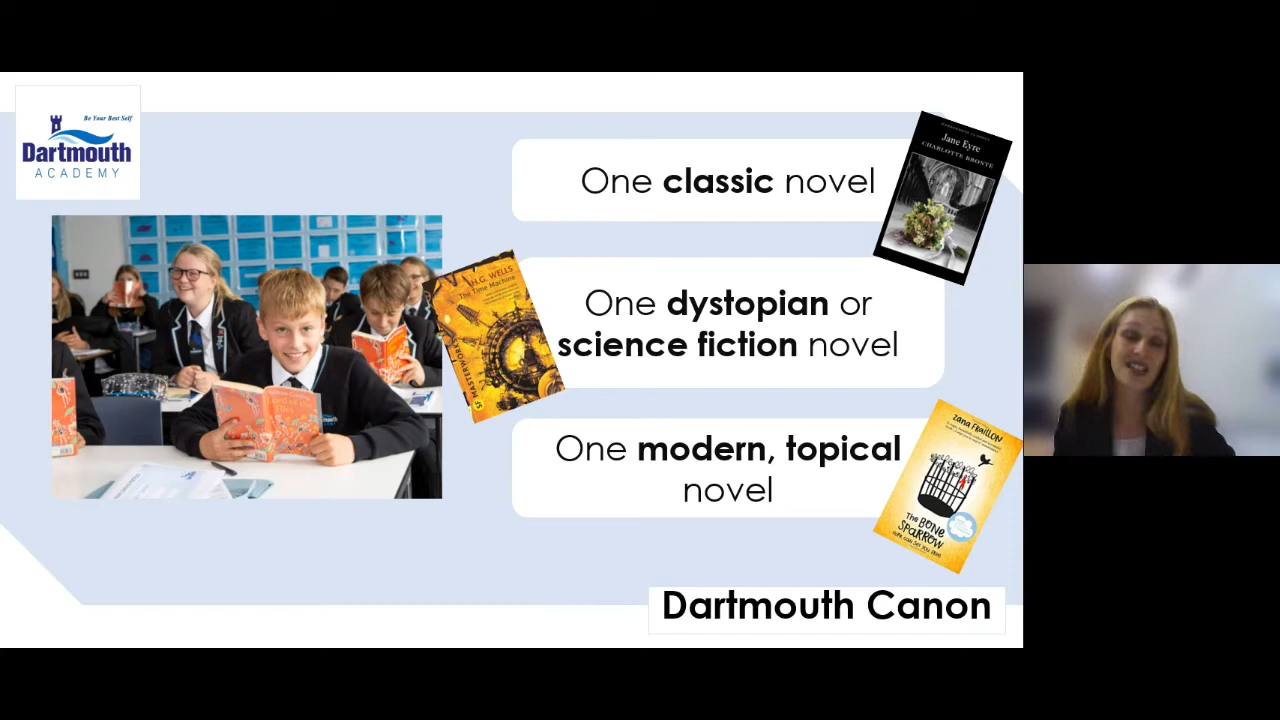 Be Your Best Self
Dartmouth
ACADEMY
One classic novel
Jane Eyre
CHARLOTTE BRONTË
H.G. WELLS
The Time Machine
MASTERWORKS
One dystopian or
science fiction novel
One modern, topical
novel
ZANA FRAILLON
The BONE
SPARROW
Dartmouth Canon